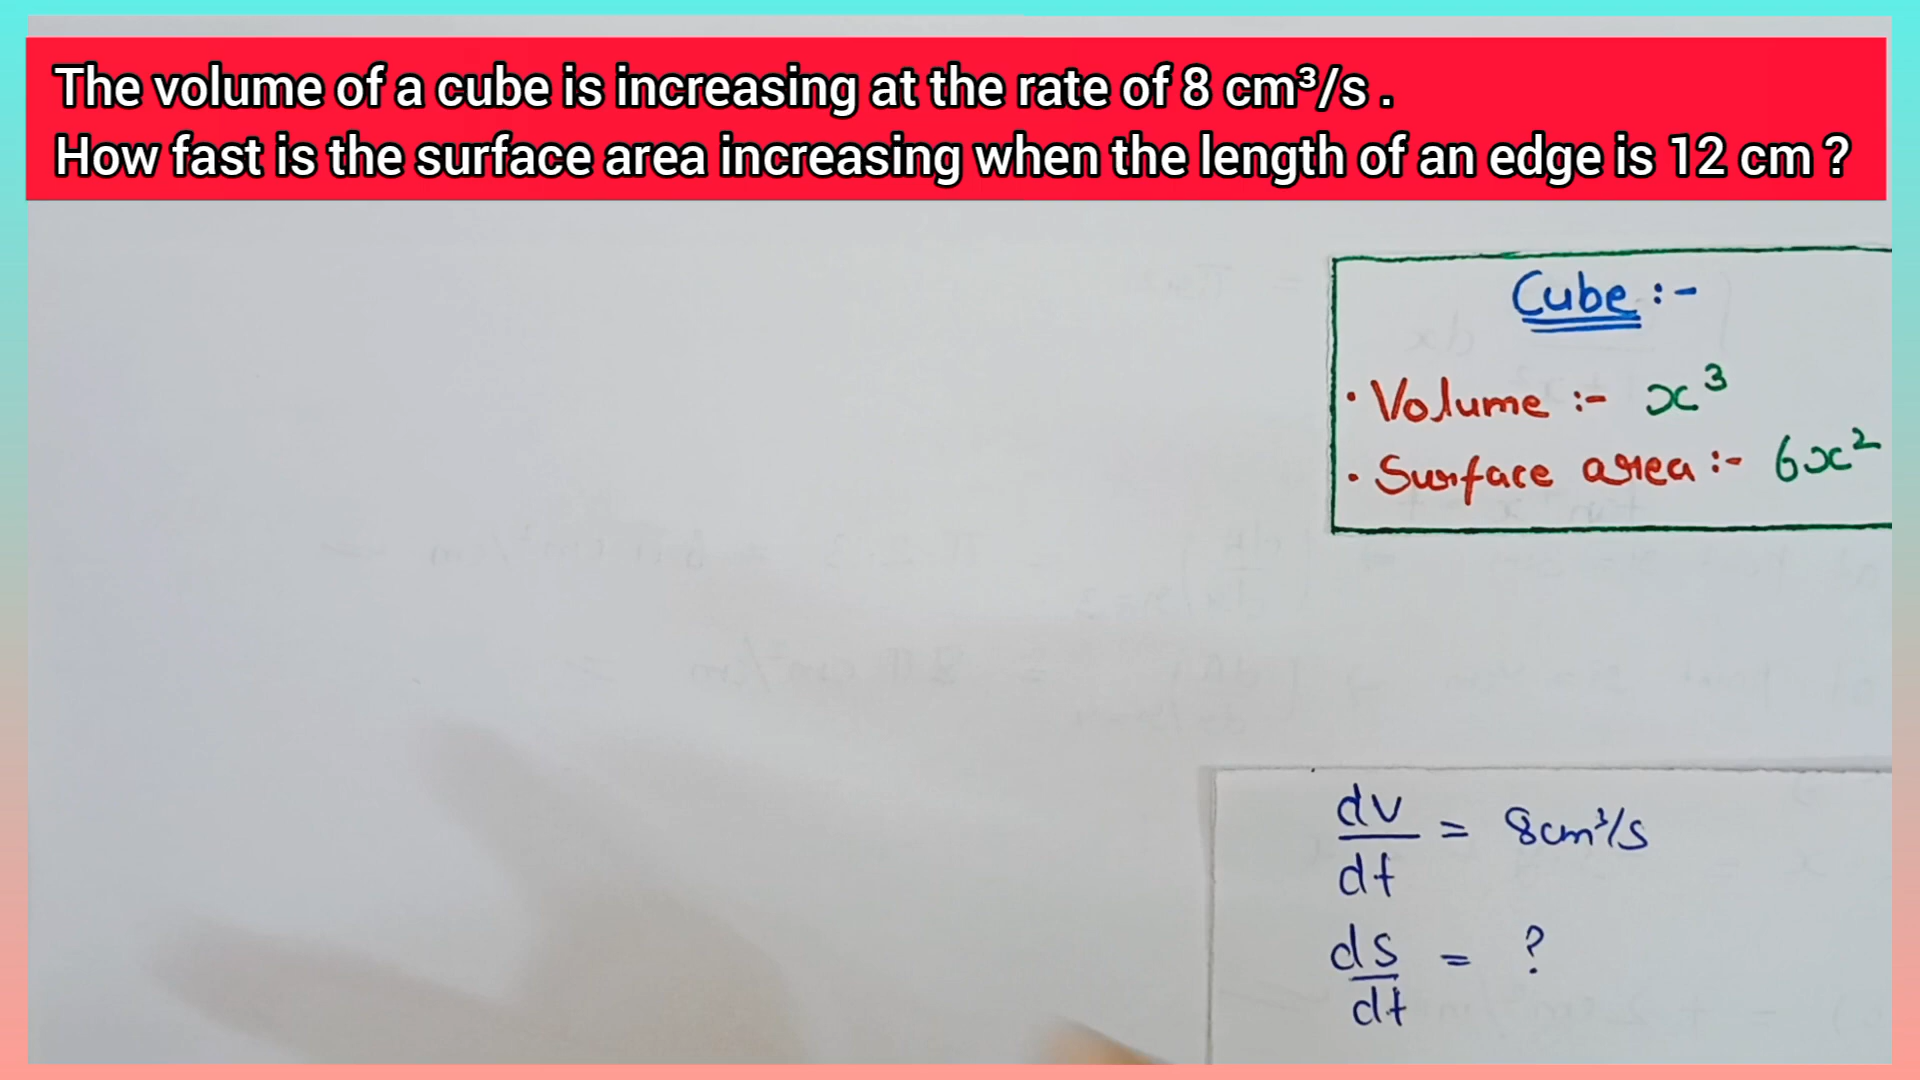 The volume of a cube is increasing at the rate of 8 cm³/s .
How fast is the surface area increasing when the length of an edge is 12 cm ?
Cube :-
· Volume :- x³
· Surface area :- 6x²
dv/dt = 8cm³/s
ds/dt = ?